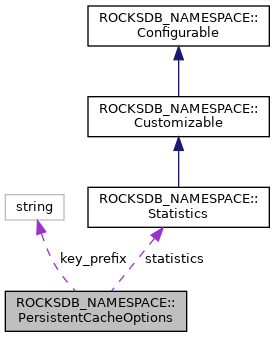 ROCKSDB_NAMESPACE::
Configurable
ROCKSDB_NAMESPACE::
Customizable
ROCKSDB_NAMESPACE::
Statistics
string
key_prefix
statistics
ROCKSDB_NAMESPACE::
PersistentCacheOptions